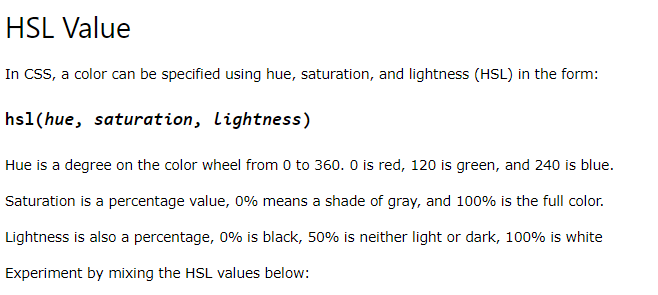 HSL Value
In CSS, a color can be specified using hue, saturation, and lightness (HSL) in the form:
hsl(hue, saturation, lightness)
Hue is a degree on the color wheel from 0 to 360. 0 is red, 120 is green, and 240 is blue.
Saturation is a percentage value, 0% means a shade of gray, and 100% is the full color.
Lightness is also a percentage, 0% is black, 50% is neither light or dark, 100% is white
Experiment by mixing the HSL values below: